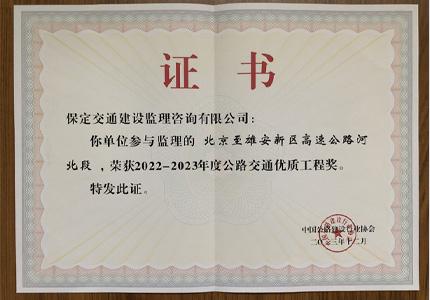 证书
保定交通建设监理咨询有限公司：
你单位参与监理的 北京至雄安新区高速公路河
北段，荣获2022-2023年度公路交通优质工程奖。
特发此证。
中国公路建设行业协会
二〇二三年十二月